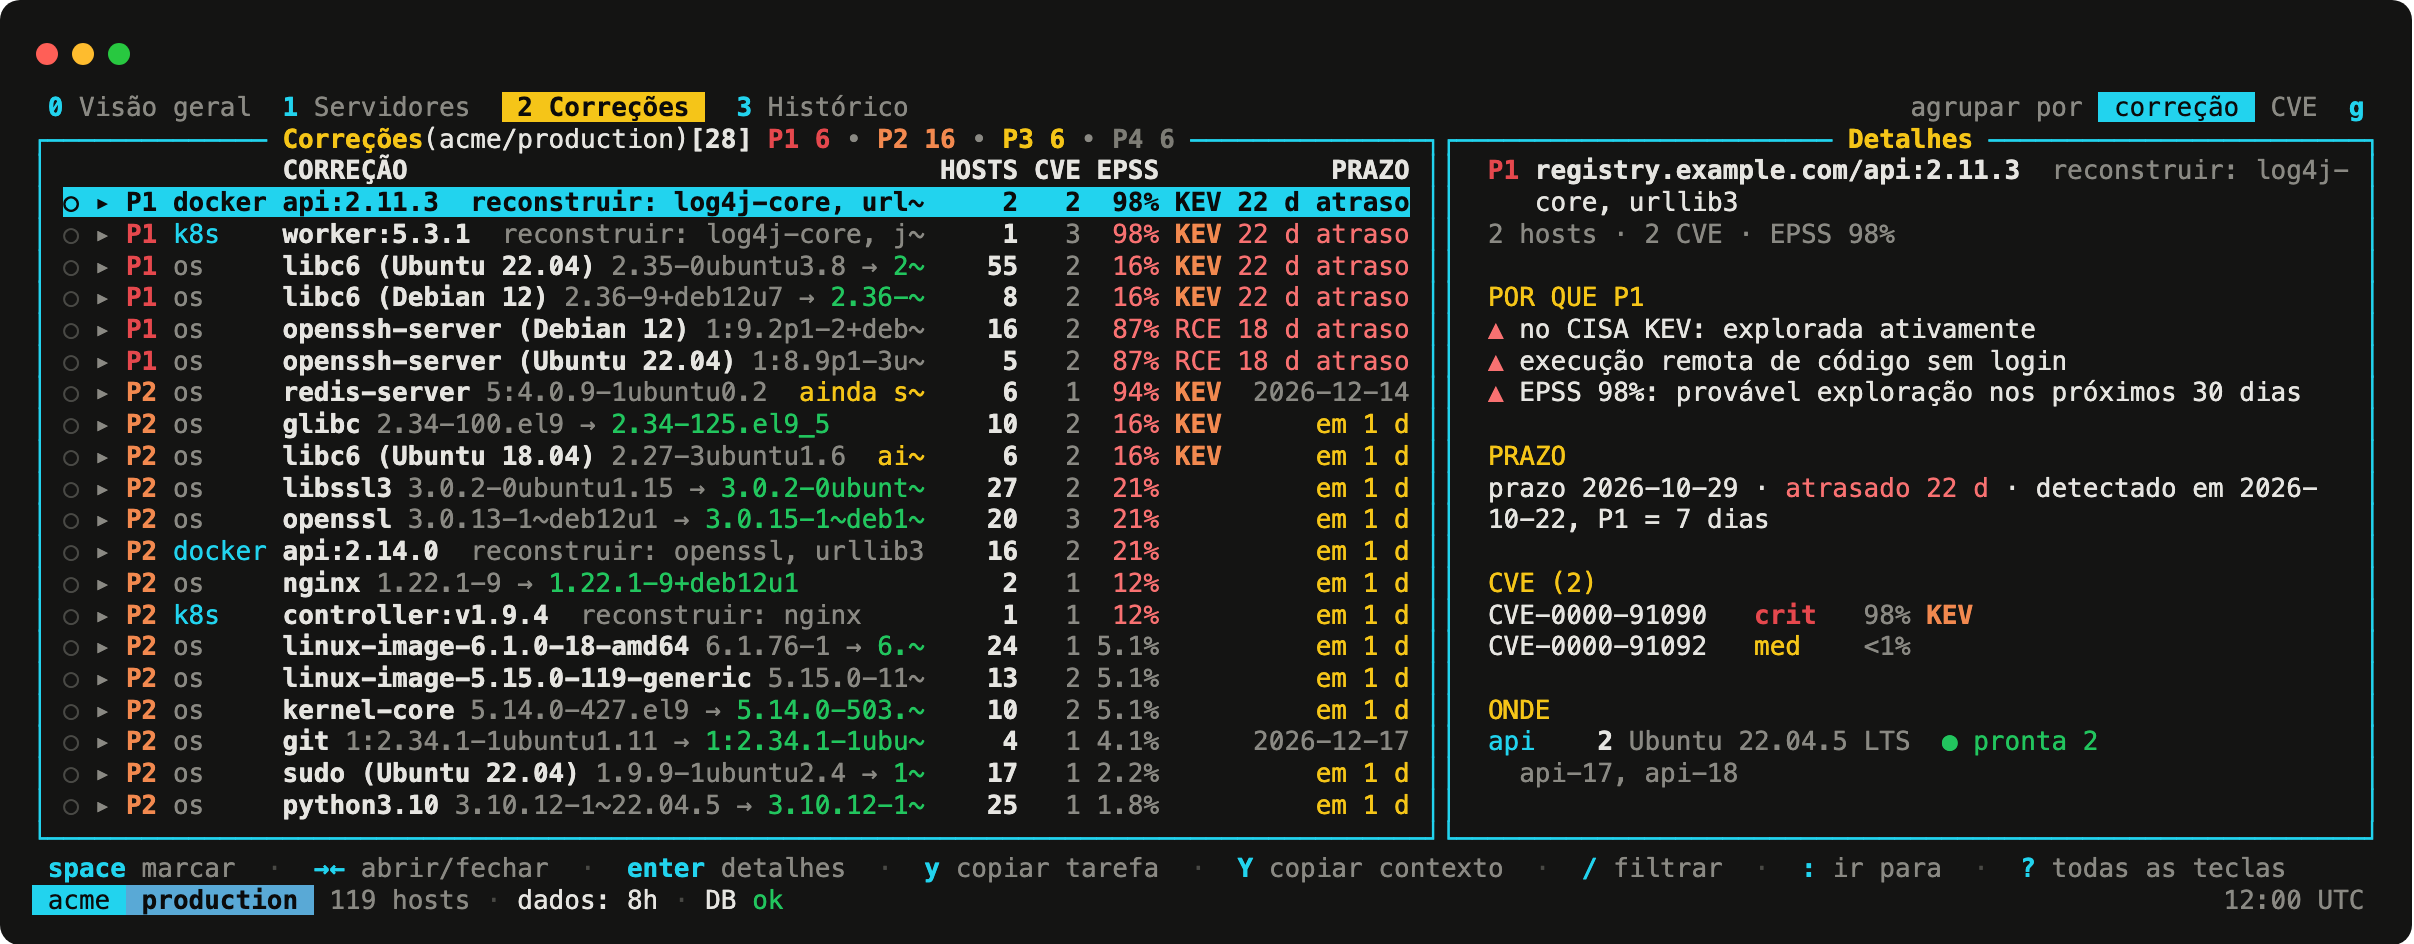 0 Visão geral  1 Servidores  2 Correções  3 Histórico  agrupar por  correção  CVE  g
Correções(acme/production)[28] P1 6 • P2 16 • P3 6 • P4 6
CORREÇÃO  HOSTS CVE EPSS  PRAZO
○ ▸ P1 docker api:2.11.3  reconstruir: log4j-core, url~  2  2  98% KEV 22 d atraso
○ ▸ P1 k8s  worker:5.3.1  reconstruir: log4j-core, j~  1  3  98% KEV 22 d atraso
○ ▸ P1 os  libc6 (Ubuntu 22.04) 2.35-0ubuntu3.8 → 2~  55  2  16% KEV 22 d atraso
○ ▸ P1 os  libc6 (Debian 12) 2.36-9+deb12u7 → 2.36-~  8  2  16% KEV 22 d atraso
○ ▸ P1 os  openssh-server (Debian 12) 1:9.2p1-2+deb~  16  2  87% RCE 18 d atraso
○ ▸ P1 os  openssh-server (Ubuntu 22.04) 1:8.9p1-3u~  5  2  87% RCE 18 d atraso
○ ▸ P2 os  redis-server 5:4.0.9-1ubuntu0.2  ainda s~  6  1  94% KEV  2026-12-14
○ ▸ P2 os  glibc 2.34-100.el9 → 2.34-125.el9_5  10  2  16% KEV  em 1 d
○ ▸ P2 os  libc6 (Ubuntu 18.04) 2.27-3ubuntu1.6  ai~  6  2  16% KEV  em 1 d
○ ▸ P2 os  libssl3 3.0.2-0ubuntu1.15 → 3.0.2-0ubunt~  27  2  21%  em 1 d
○ ▸ P2 os  openssl 3.0.13-1~deb12u1 → 3.0.15-1~deb1~  20  3  21%  em 1 d
○ ▸ P2 docker api:2.14.0  reconstruir: openssl, urllib3  16  2  21%  em 1 d
○ ▸ P2 os  nginx 1.22.1-9 → 1.22.1-9+deb12u1  2  1  12%  em 1 d
○ ▸ P2 k8s  controller:v1.9.4  reconstruir: nginx  1  1  12%  em 1 d
○ ▸ P2 os  linux-image-6.1.0-18-amd64 6.1.76-1 → 6.~  24  1 5.1%  em 1 d
○ ▸ P2 os  linux-image-5.15.0-119-generic 5.15.0-11~  13  2 5.1%  em 1 d
○ ▸ P2 os  kernel-core 5.14.0-427.el9 → 5.14.0-503.~  10  2 5.1%  em 1 d
○ ▸ P2 os  git 1:2.34.1-1ubuntu1.11 → 1:2.34.1-1ubu~  4  1 4.1%  2026-12-17
○ ▸ P2 os  sudo (Ubuntu 22.04) 1.9.9-1ubuntu2.4 → 1~  17  1 2.2%  em 1 d
○ ▸ P2 os  python3.10 3.10.12-1~22.04.5 → 3.10.12-1~  25  1 1.8%  em 1 d
Detalhes
P1 registry.example.com/api:2.11.3  reconstruir: log4j-
core, urllib3
2 hosts · 2 CVE · EPSS 98%
POR QUE P1
▲ no CISA KEV: explorada ativamente
▲ execução remota de código sem login
▲ EPSS 98%: provável exploração nos próximos 30 dias
PRAZO
prazo 2026-10-29 · atrasado 22 d · detectado em 2026-
10-22, P1 = 7 dias
CVE (2)
CVE-0000-91090  crit  98% KEV
CVE-0000-91092  med  <1%
ONDE
api  2 Ubuntu 22.04.5 LTS  ● pronta 2
api-17, api-18
space marcar · →← abrir/fechar · enter detalhes · y copiar tarefa · Y copiar contexto · / filtrar · : ir para · ? todas as teclas
acme production 119 hosts · dados: 8h · DB ok  12:00 UTC